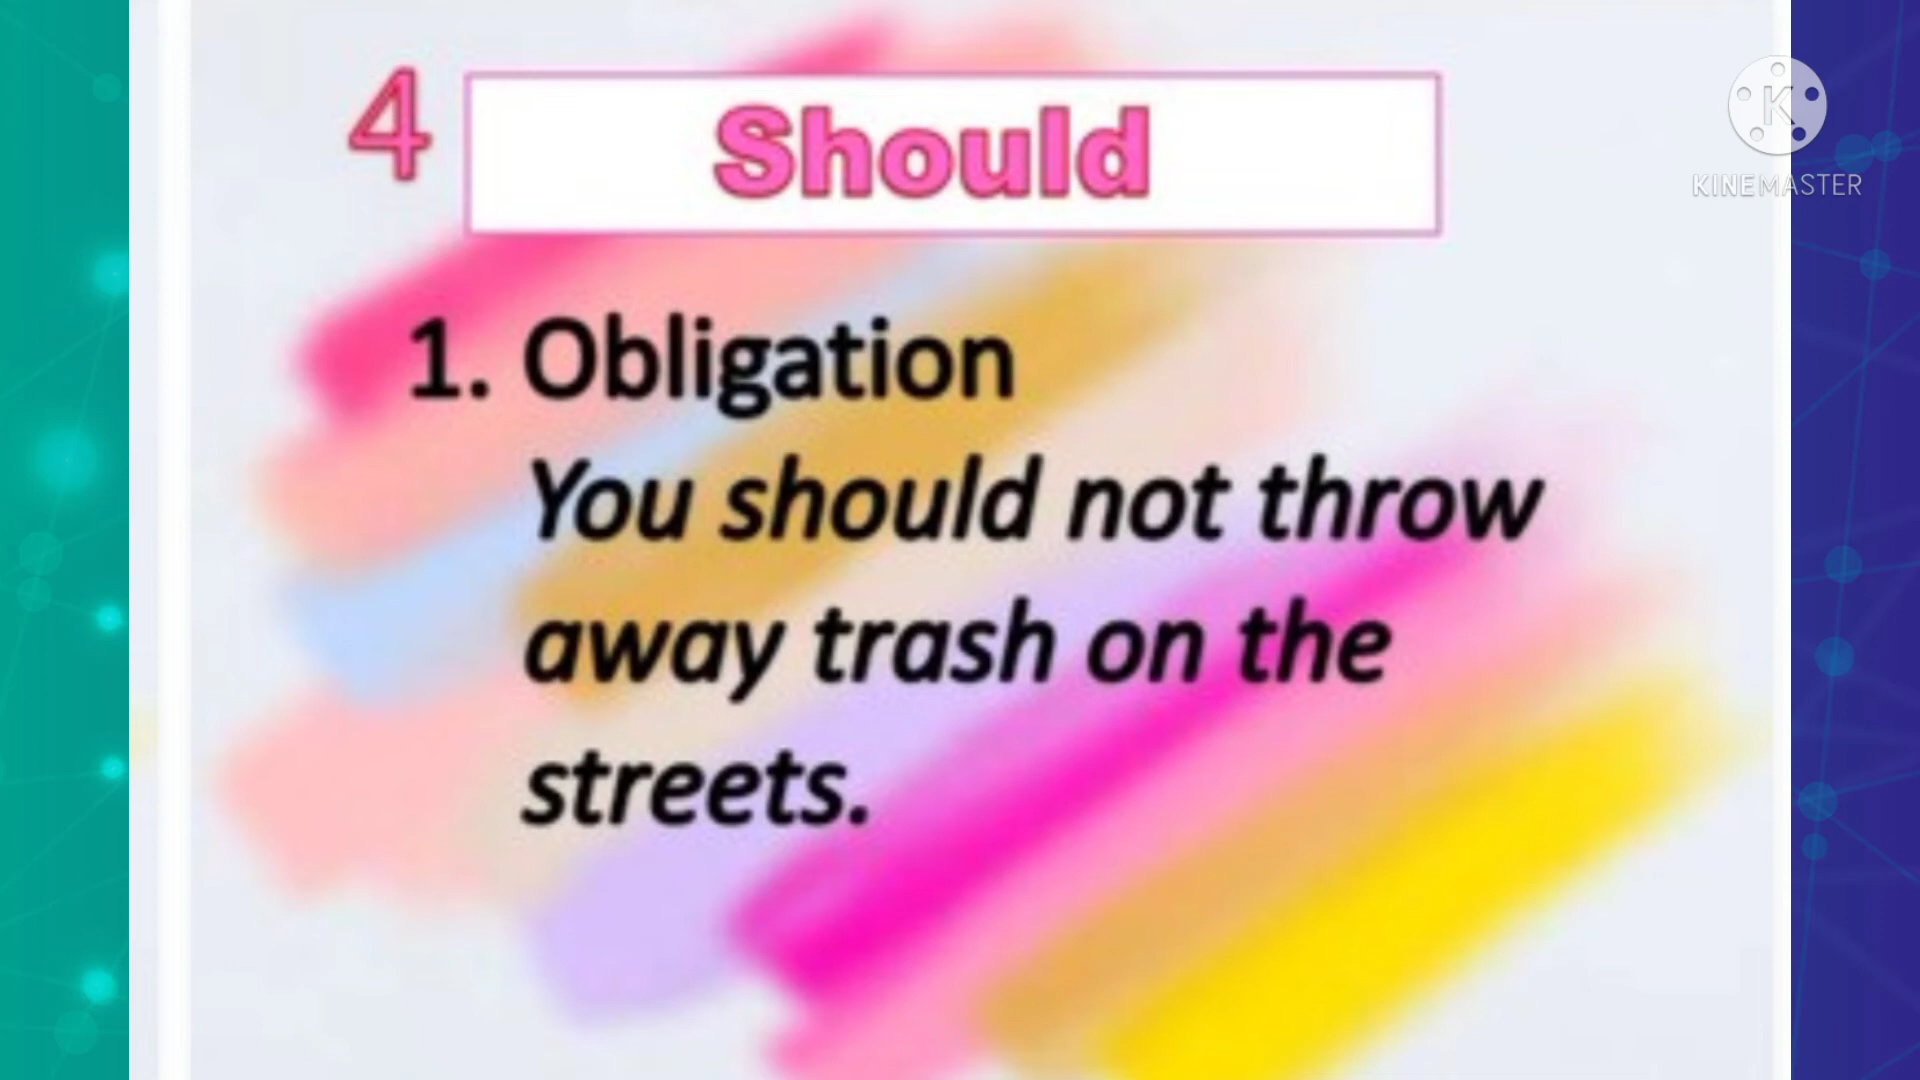 4 Should
K
KINEMASTER
1. Obligation
You should not throw
away trash on the
streets.